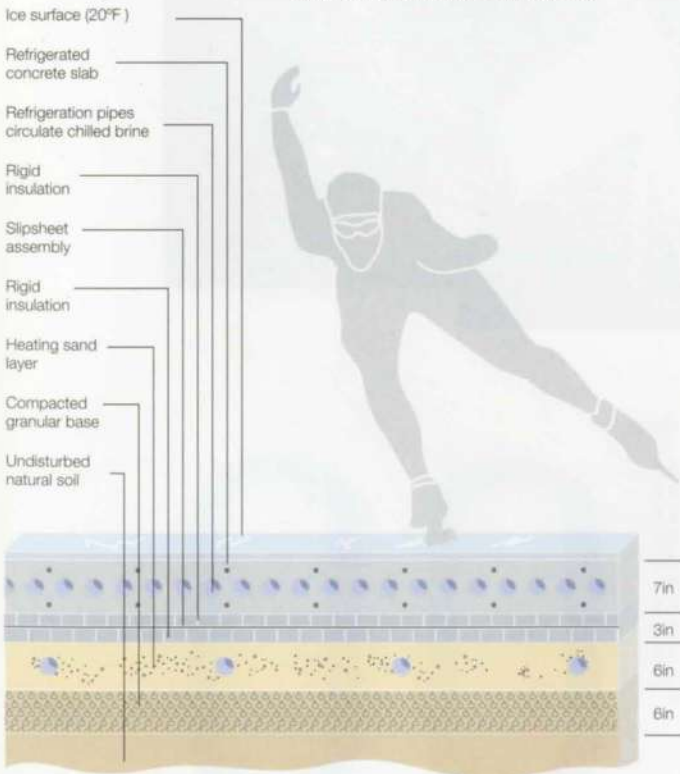 Ice surface (20ºF )
Refrigerated
concrete slab
Refrigeration pipes
circulate chilled brine
Rigid
insulation
Slipsheet
assembly
Rigid
insulation
Heating sand
layer
Compacted
granular base
Undisturbed
natural soil
7in
3in
6in
6in